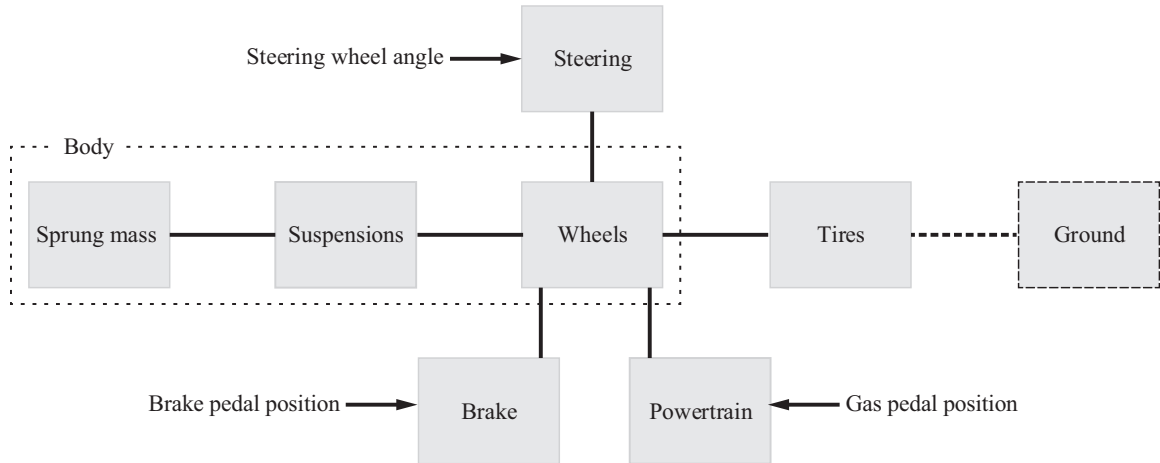 Steering wheel angle
Steering
Body
Sprung mass
Suspensions
Wheels
Tires
Ground
Brake pedal position
Brake
Powertrain
Gas pedal position